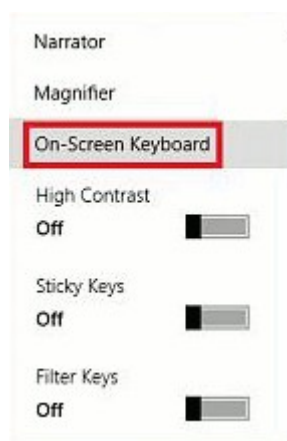 Narrator
Magnifier
On-Screen Keyboard
High Contrast
Off
Sticky Keys
Off
Filter Keys
Off